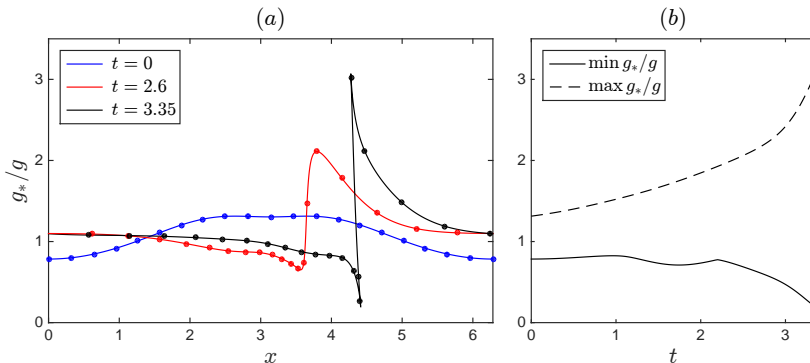 (a)
g*/g
3
2
1
0
t = 0
t = 2.6
t = 3.35
0 1 2 3 4 5 6
x
(b)
3
2
1
0
min g*/g
max g*/g
0 1 2 3
t